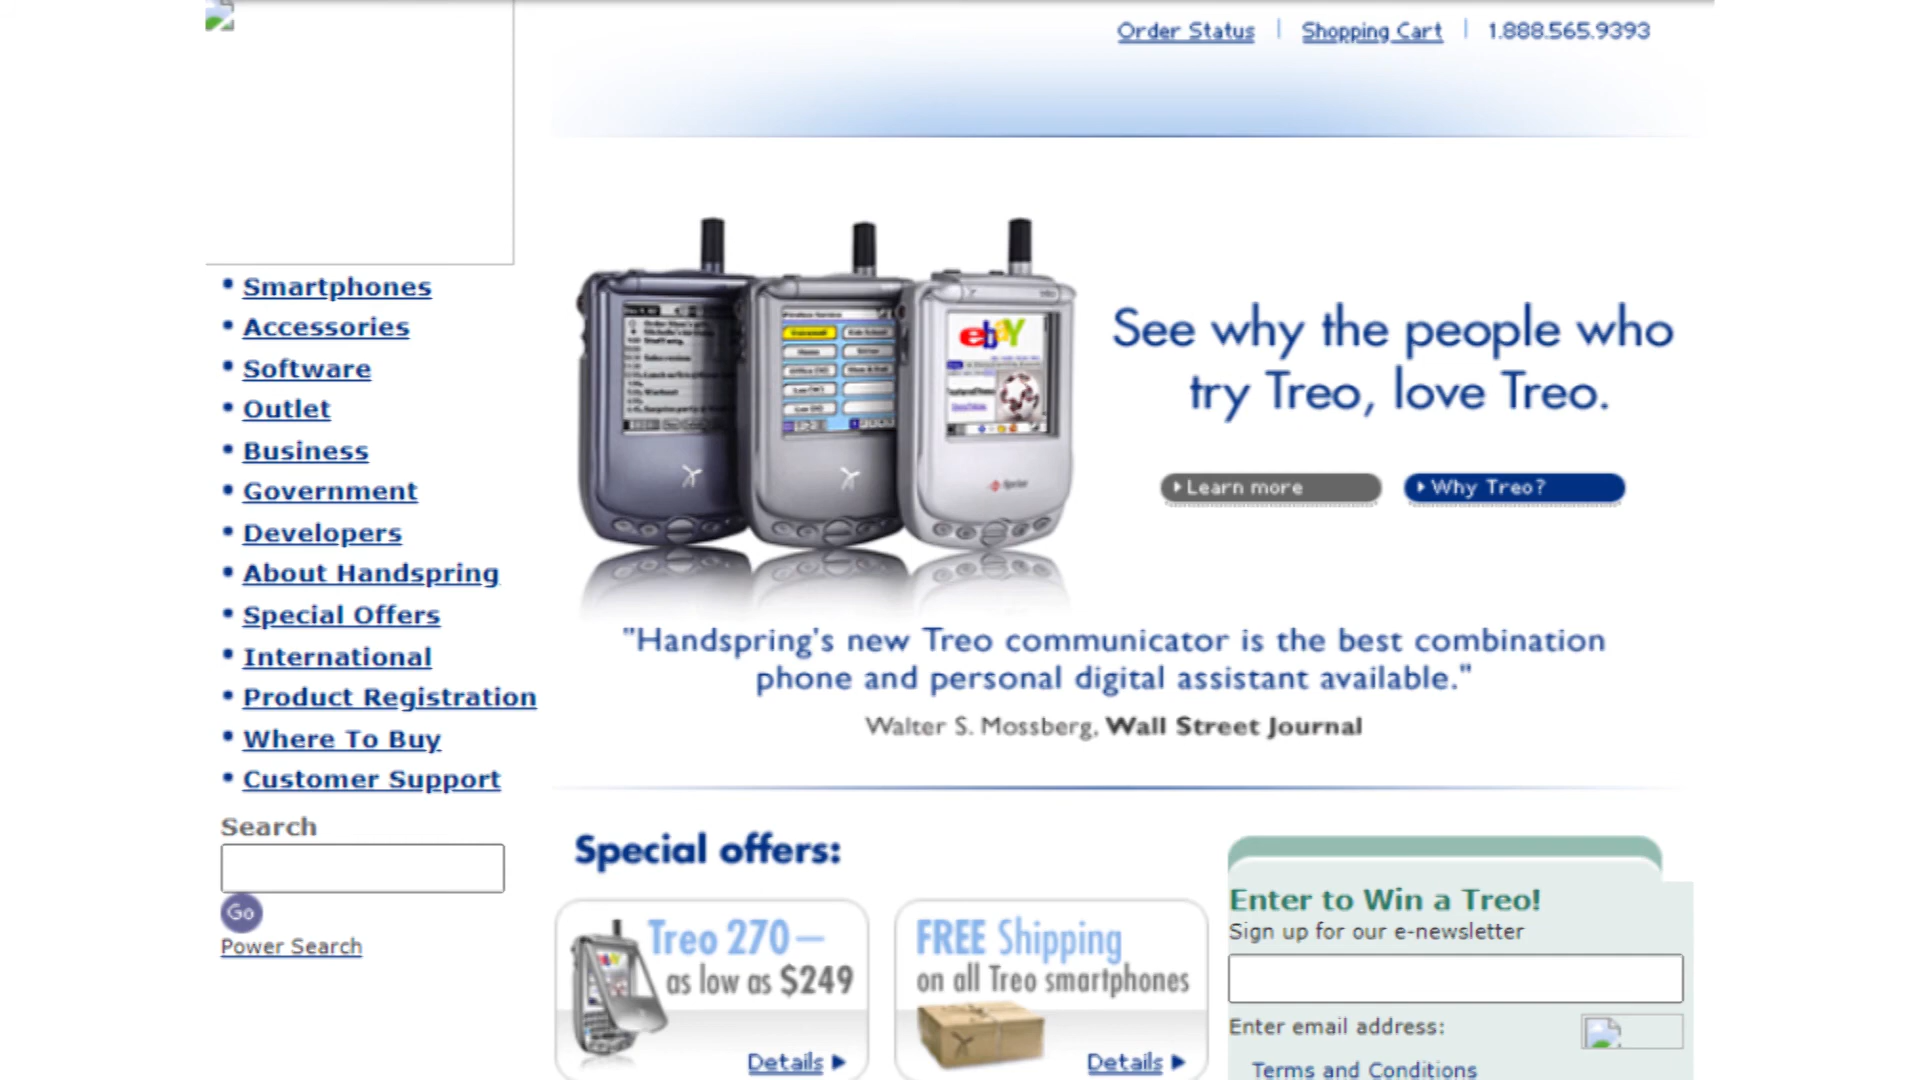 Order Status
Shopping Cart
1.888.565.9393
Smartphones
Accessories
Software
Outlet
Business
Government
Developers
About Handspring
Special Offers
International
Product Registration
Where To Buy
Customer Support
Search
Go
Power Search
ebay
Sprint
See why the people who
try Treo, love Treo.
Learn more
Why Treo?
"Handspring's new Treo communicator is the best combination
phone and personal digital assistant available."
Walter S. Mossberg, Wall Street Journal
Special offers:
Treo 270 –
as low as $249
Details
FREE Shipping
on all Treo smartphones
Details
Enter to Win a Treo!
Sign up for our e-newsletter
Enter email address:
Terms and Conditions